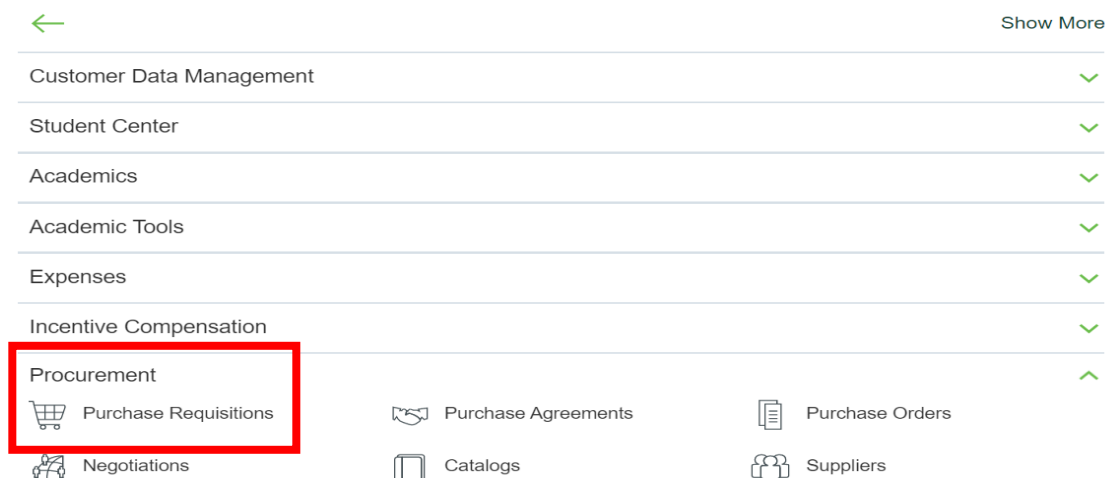 Show More
Customer Data Management
Student Center
Academics
Academic Tools
Expenses
Incentive Compensation
Procurement
Purchase Requisitions Purchase Agreements Purchase Orders
Negotiations Catalogs Suppliers